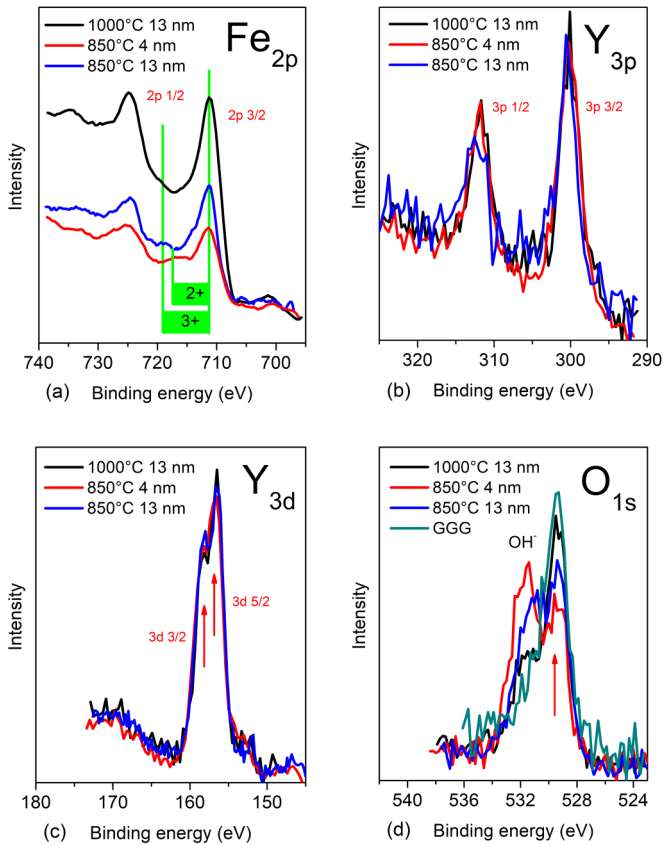 1000°C 13 nm
850°C 4 nm
850°C 13 nm
Fe2p
2p 1/2
2p 3/2
2+
3+
Intensity
740 730 720 710 700
(a) Binding energy (eV)
1000°C 13 nm
850°C 4 nm
850°C 13 nm
Y3p
3p 1/2
3p 3/2
Intensity
320 310 300 290
(b) Binding energy (eV)
1000°C 13 nm
850°C 4 nm
850°C 13 nm
Y3d
3d 3/2
3d 5/2
Intensity
180 170 160 150
(c) Binding energy (eV)
1000°C 13 nm
850°C 4 nm
850°C 13 nm
GGG
O1s
OH-
Intensity
540 536 532 528 524
(d) Binding energy (eV)